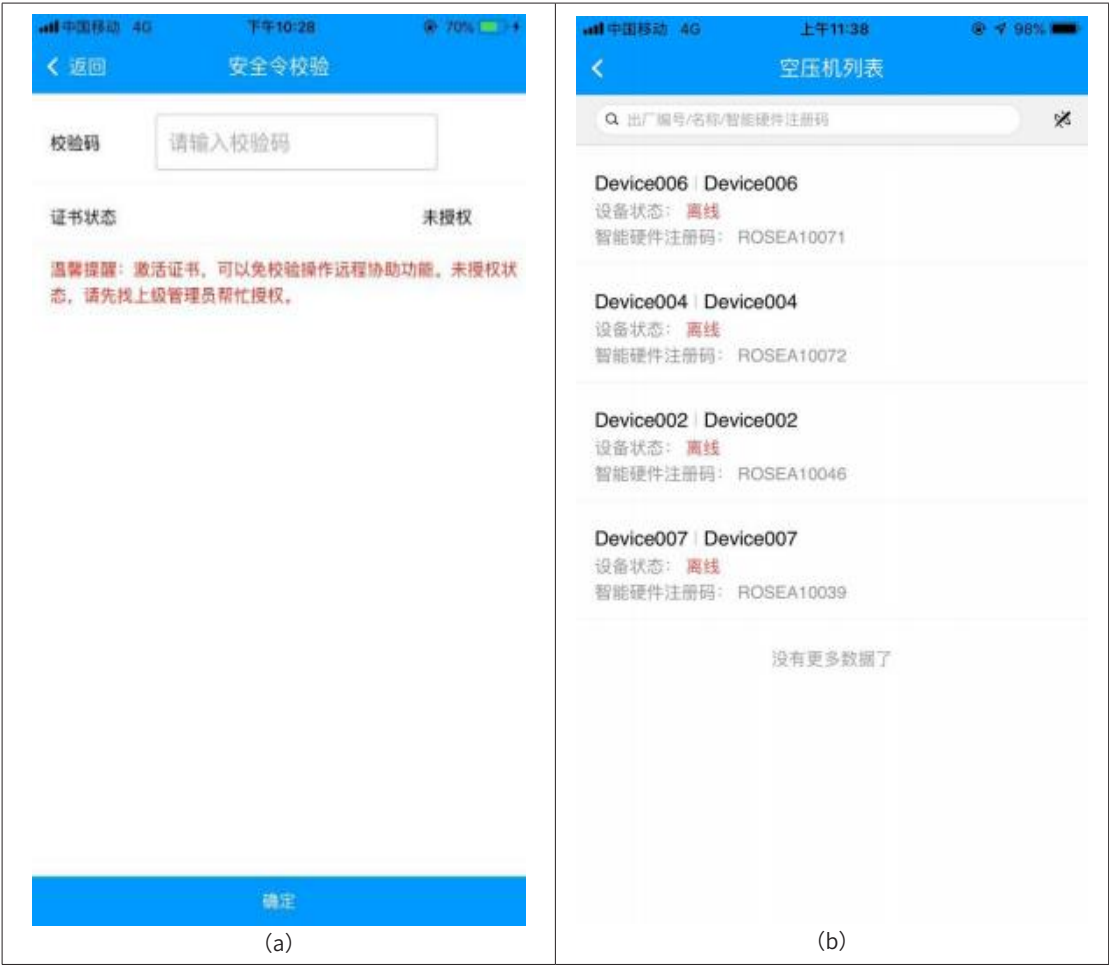 中国移动 4G 下午10:28 70%
返回 安全令校验
校验码 请输入校验码
证书状态 未授权
温馨提醒：激活证书，可以免校验操作远程协助功能。未授权状
态，请先找上级管理员帮忙授权。
确定
(a)
中国移动 4G 上午11:38 98%
空压机列表
出厂编号/名称/智能硬件注册码
Device006 | Device006
设备状态： 离线
智能硬件注册码： ROSEA10071
Device004 | Device004
设备状态： 离线
智能硬件注册码： ROSEA10072
Device002 | Device002
设备状态： 离线
智能硬件注册码： ROSEA10046
Device007 | Device007
设备状态： 离线
智能硬件注册码： ROSEA10039
没有更多数据了
(b)